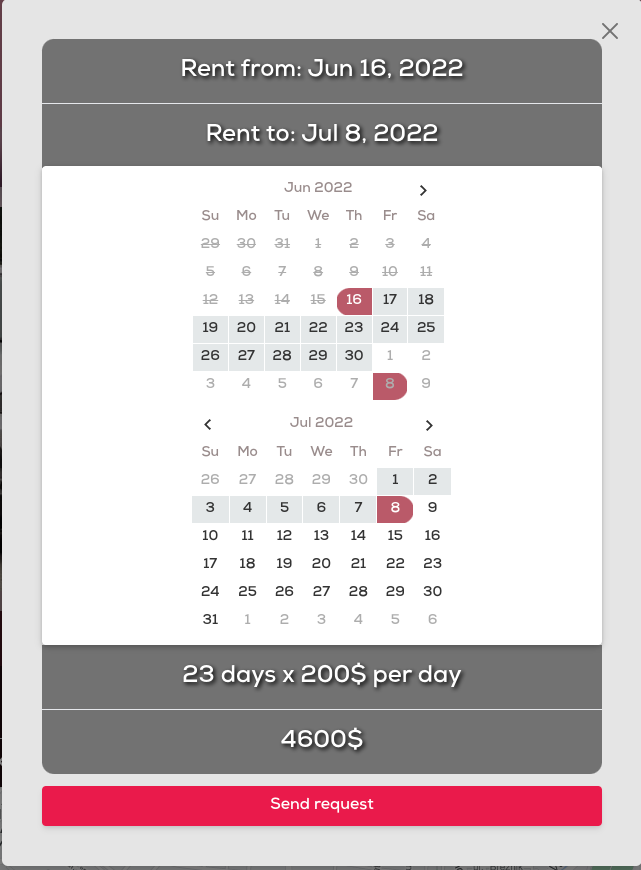 Rent from: Jun 16, 2022
Rent to: Jul 8, 2022
Jun 2022
Su Mo Tu We Th Fr Sa
29 30 31 1 2 3 4
5 6 7 8 9 10 11
12 13 14 15 16 17 18
19 20 21 22 23 24 25
26 27 28 29 30 1 2
3 4 5 6 7 8 9
Jul 2022
Su Mo Tu We Th Fr Sa
26 27 28 29 30 1 2
3 4 5 6 7 8 9
10 11 12 13 14 15 16
17 18 19 20 21 22 23
24 25 26 27 28 29 30
31 1 2 3 4 5 6
23 days x 200$ per day
4600$
Send request